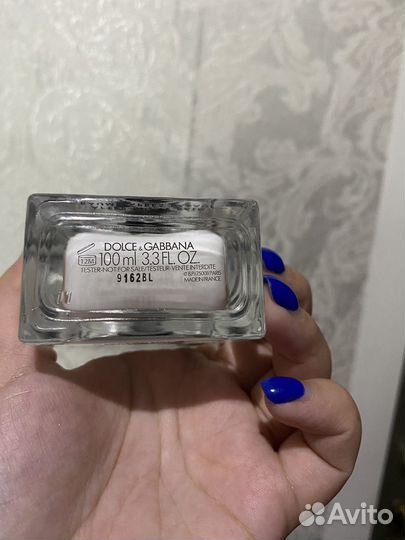 DOLCE & GABBANA
100 ml 3.3 FL. OZ.
12M
TESTER-NOT FOR SALE/TESTEUR-VENTE INTERDITE
9162BL
MADE IN FRANCE
Avito